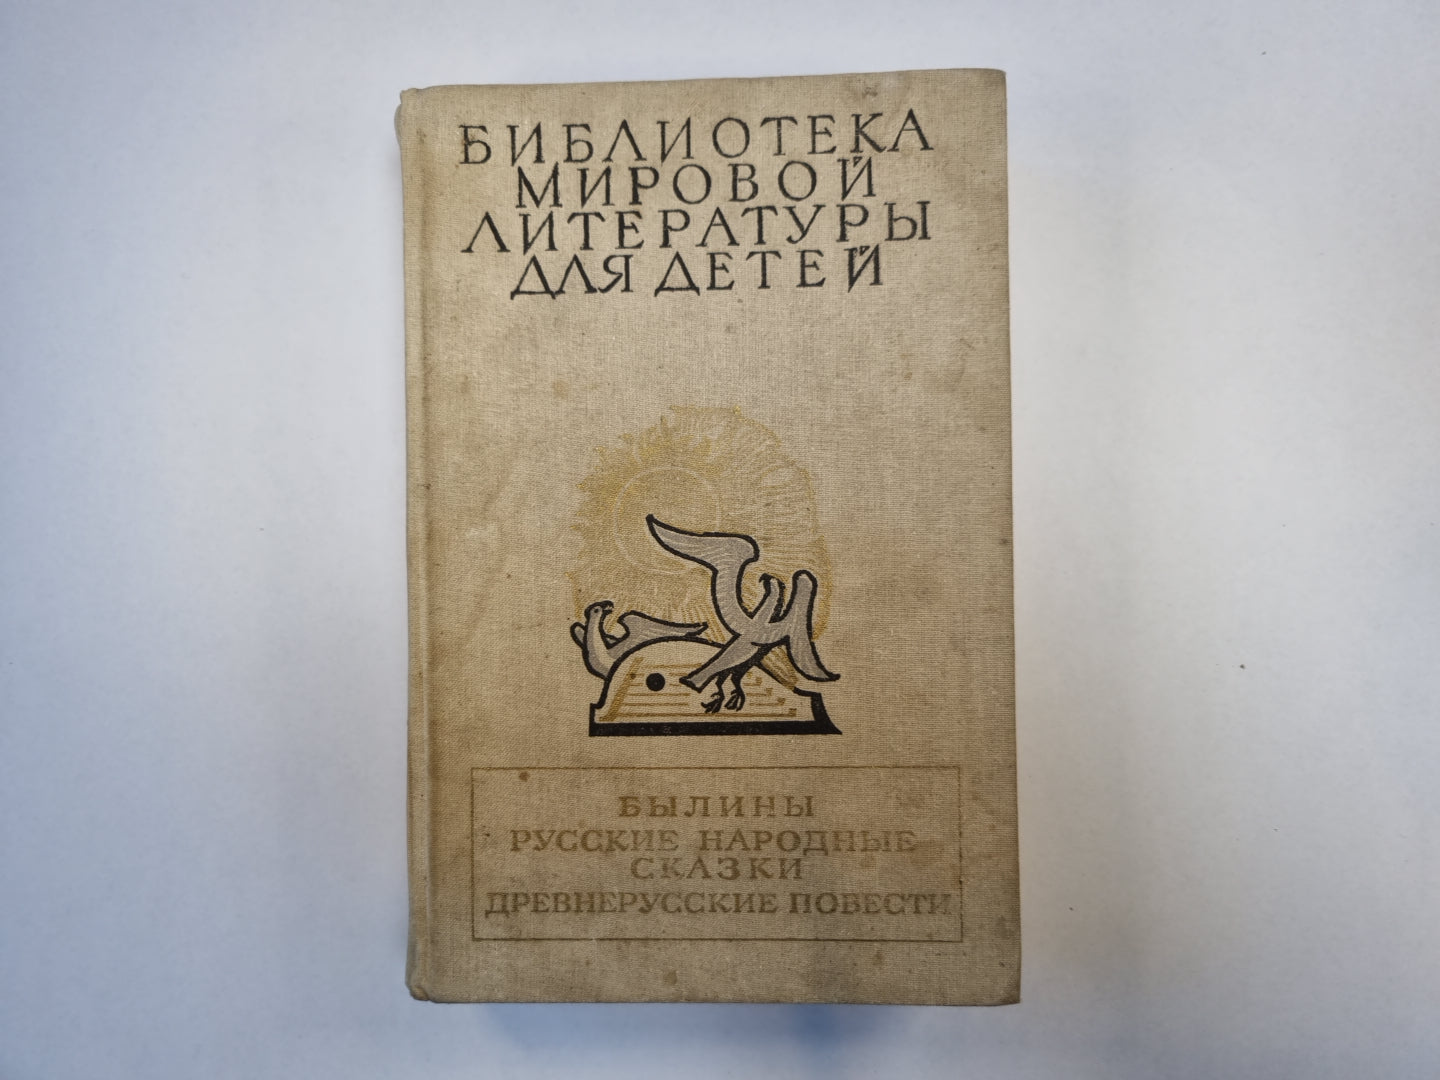 БИБЛИОТЕКА
МИРОВОЙ
ЛИТЕРАТУРЫ
ДЛЯ ДЕТЕЙ
БЫЛИНЫ
РУССКИЕ НАРОДНЫЕ
СКАЗКИ
ДРЕВНЕРУССКИЕ ПОВЕСТИ